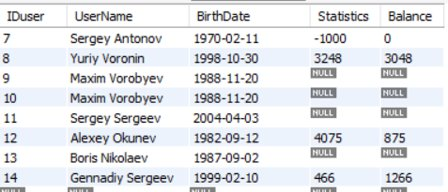 IDuser UserName BirthDate Statistics Balance
7 Sergey Antonov 1970-02-11 -1000 0
8 Yuriy Voronin 1998-10-30 3248 3048
9 Maxim Vorobyev 1988-11-20 NULL NULL
10 Maxim Vorobyev 1988-11-20 NULL NULL
11 Sergey Sergeev 2004-04-03 NULL NULL
12 Alexey Okunev 1982-09-12 4075 875
13 Boris Nikolaev 1987-09-02 NULL NULL
14 Gennadiy Sergeev 1999-02-10 466 1266
NULL NULL NULL NULL NULL